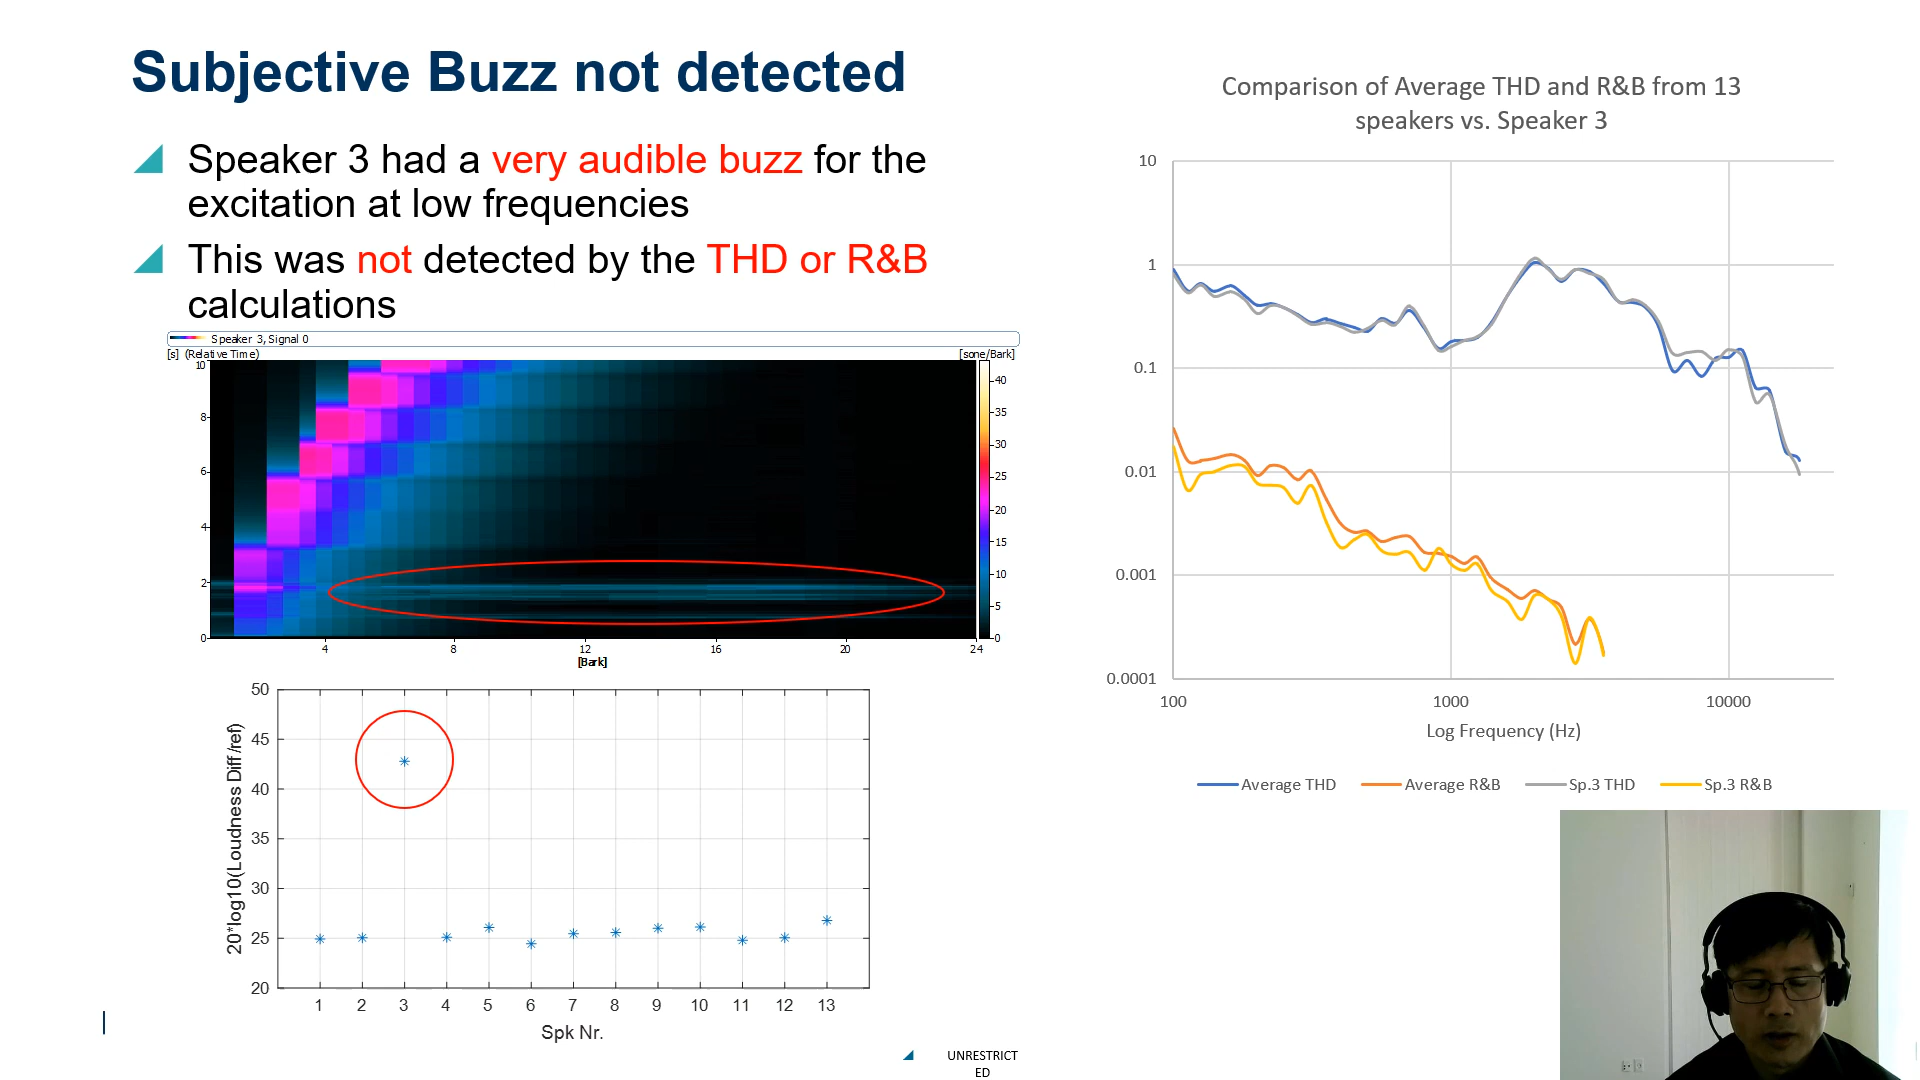 Subjective Buzz not detected
Speaker 3 had a very audible buzz for the
excitation at low frequencies
This was not detected by the THD or R&B
calculations
Speaker 3, Signal 0
[s] (Relative Time)
[sone/Bark]
10
8
6
4
2
0
40
35
30
25
20
15
10
5
0
4 8 12 16 20 24
[Bark]
20*log10(Loudness Diff/ref)
50
45
40
35
30
25
20
1 2 3 4 5 6 7 8 9 10 11 12 13
Spk Nr.
Comparison of Average THD and R&B from 13
speakers vs. Speaker 3
10
1
0.1
0.01
0.001
0.0001
100 1000 10000
Log Frequency (Hz)
Average THD Average R&B Sp.3 THD Sp.3 R&B
UNRESTRICT
ED